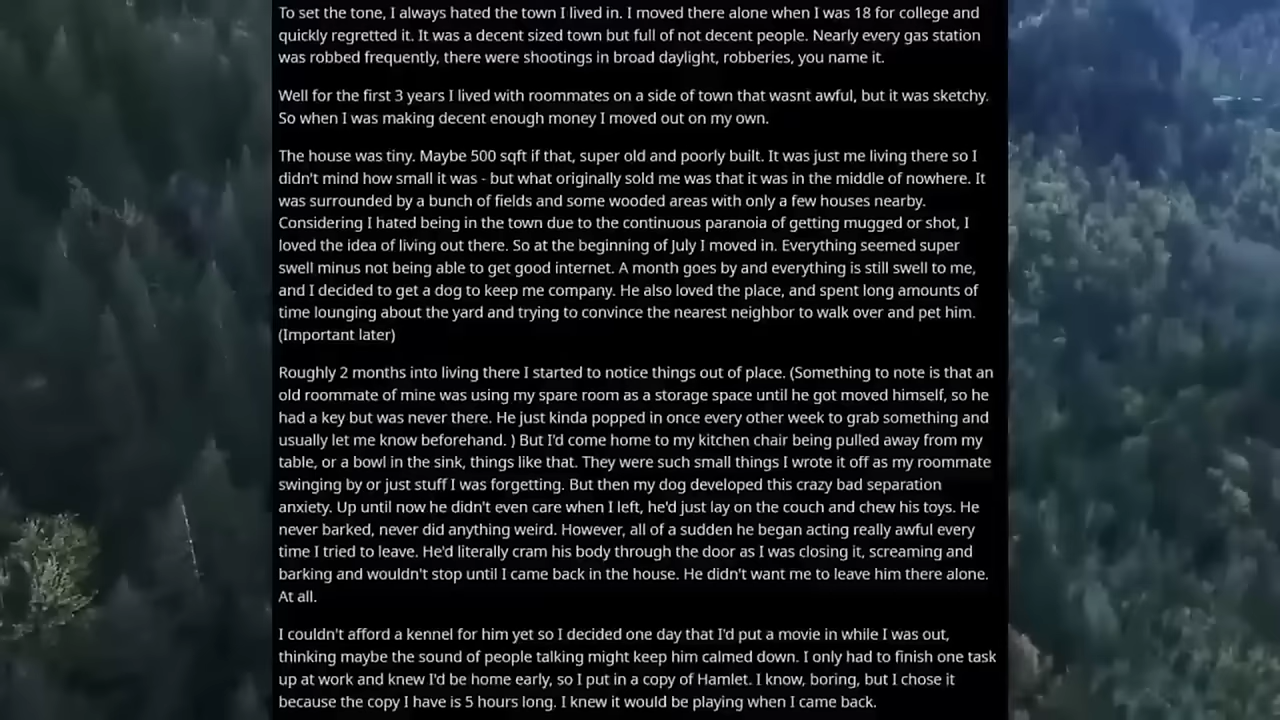 To set the tone, I always hated the town I lived in. I moved there alone when I was 18 for college and
quickly regretted it. It was a decent sized town but full of not decent people. Nearly every gas station
was robbed frequently, there were shootings in broad daylight, robberies, you name it.
Well for the first 3 years I lived with roommates on a side of town that wasnt awful, but it was sketchy.
So when I was making decent enough money I moved out on my own.
The house was tiny. Maybe 500 sqft if that, super old and poorly built. It was just me living there so I
didn't mind how small it was - but what originally sold me was that it was in the middle of nowhere. It
was surrounded by a bunch of fields and some wooded areas with only a few houses nearby.
Considering I hated being in the town due to the continuous paranoia of getting mugged or shot, I
loved the idea of living out there. So at the beginning of July I moved in. Everything seemed super
swell minus not being able to get good internet. A month goes by and everything is still swell to me,
and I decided to get a dog to keep me company. He also loved the place, and spent long amounts of
time lounging about the yard and trying to convince the nearest neighbor to walk over and pet him.
(Important later)
Roughly 2 months into living there I started to notice things out of place. (Something to note is that an
old roommate of mine was using my spare room as a storage space until he got moved himself, so he
had a key but was never there. He just kinda popped in once every other week to grab something and
usually let me know beforehand. ) But I'd come home to my kitchen chair being pulled away from my
table, or a bowl in the sink, things like that. They were such small things I wrote it off as my roommate
swinging by or just stuff I was forgetting. But then my dog developed this crazy bad separation
anxiety. Up until now he didn't even care when I left, he'd just lay on the couch and chew his toys. He
never barked, never did anything weird. However, all of a sudden he began acting really awful every
time I tried to leave. He'd literally cram his body through the door as I was closing it, screaming and
barking and wouldn't stop until I came back in the house. He didn't want me to leave him there alone.
At all.
I couldn't afford a kennel for him yet so I decided one day that I'd put a movie in while I was out,
thinking maybe the sound of people talking might keep him calmed down. I only had to finish one task
up at work and knew I'd be home early, so I put in a copy of Hamlet. I know, boring, but I chose it
because the copy I have is 5 hours long. I knew it would be playing when I came back.